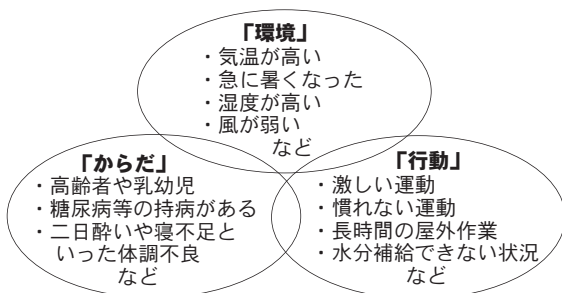 「環境」
・気温が高い
・急に暑くなった
・湿度が高い
・風が弱い
など
「からだ」
・高齢者や乳幼児
・糖尿病等の持病がある
・二日酔いや寝不足と
いった体調不良
など
「行動」
・激しい運動
・慣れない運動
・長時間の屋外作業
・水分補給できない状況
など